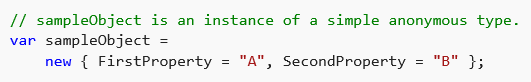 // sampleObject is an instance of a simple anonymous type.
var sampleObject =
    new { FirstProperty = "A", SecondProperty = "B" };